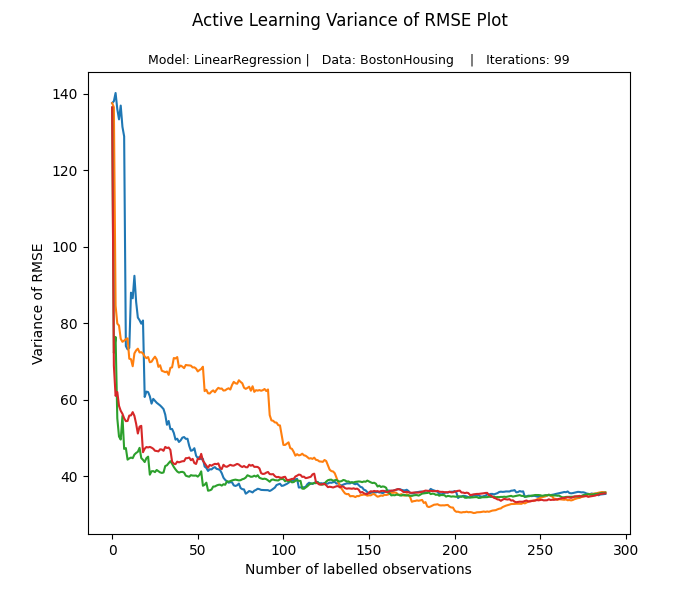 Active Learning Variance of RMSE Plot
Model: LinearRegression |   Data: BostonHousing    |   Iterations: 99
Variance of RMSE
140
120
100
80
60
40
0 50 100 150 200 250 300
Number of labelled observations